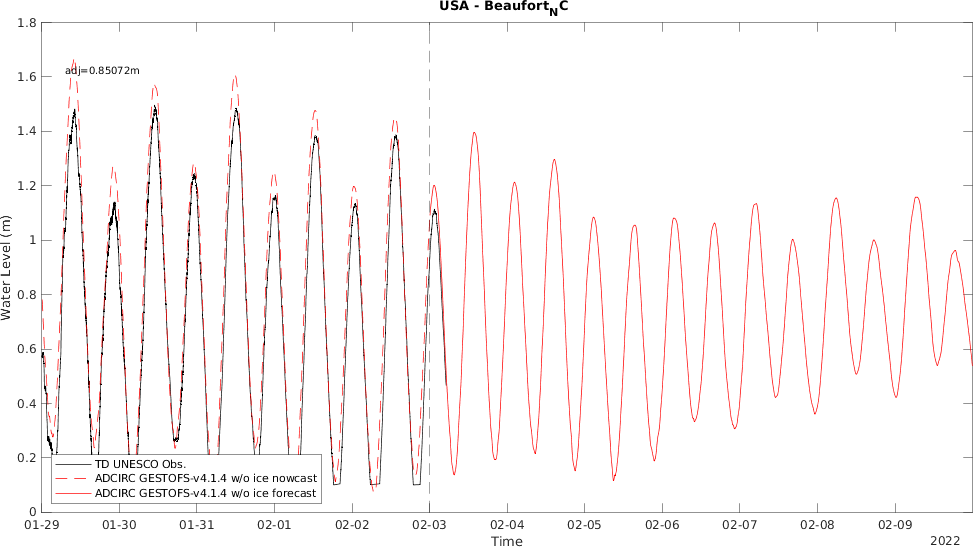 USA - Beaufort_NC
1.8
adj=0.85072m
1.6
1.4
1.2
1
0.8
0.6
0.4
0.2
0
Water Level (m)
TD UNESCO Obs.
ADCIRC GESTOFS-v4.1.4 w/o ice nowcast
ADCIRC GESTOFS-v4.1.4 w/o ice forecast
01-29 01-30 01-31 02-01 02-02 02-03 02-04 02-05 02-06 02-07 02-08 02-09
Time
2022